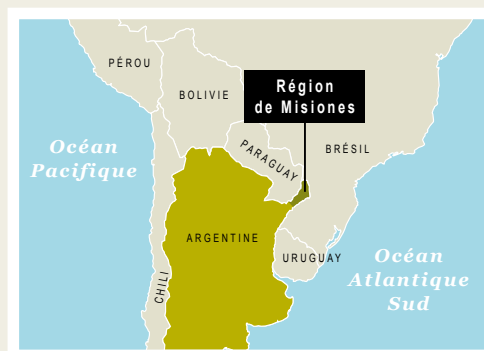 PÉROU
BOLIVIE
Région
de Misiones
Océan
Pacifique
PARAGUAY
BRÉSIL
ARGENTINE
URUGUAY
CHILI
Océan
Atlantique
Sud